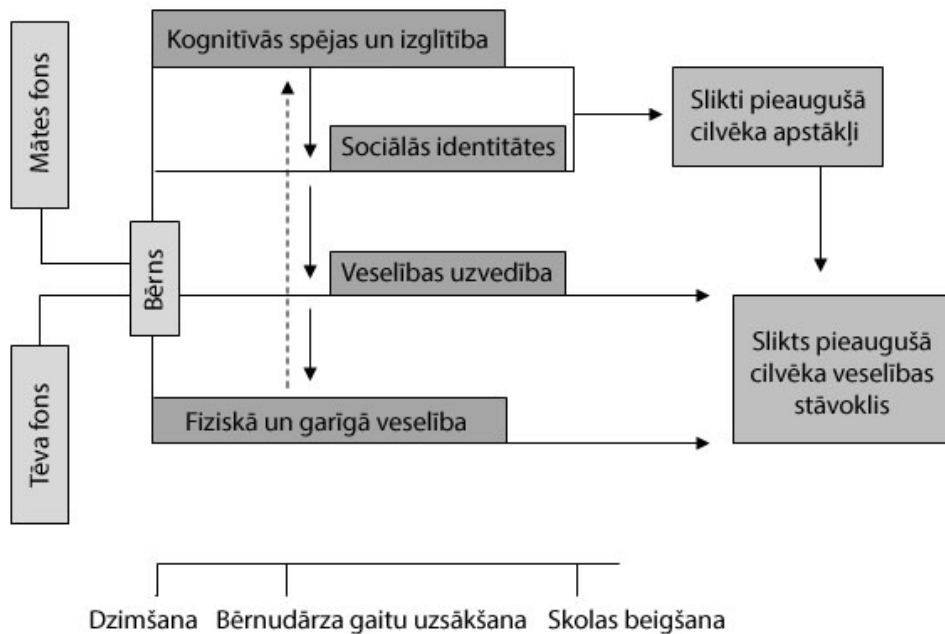 Mātes fons
Tēva fons
Bērns
Kognitīvās spējas un izglītība
Sociālās identitātes
Veselības uzvedība
Fiziskā un garīgā veselība
Slikti pieaugušā
cilvēka apstākļi
Slikts pieaugušā
cilvēka veselības
stāvoklis
Dzimšana
Bērnudārza gaitu uzsākšana
Skolas beigšana